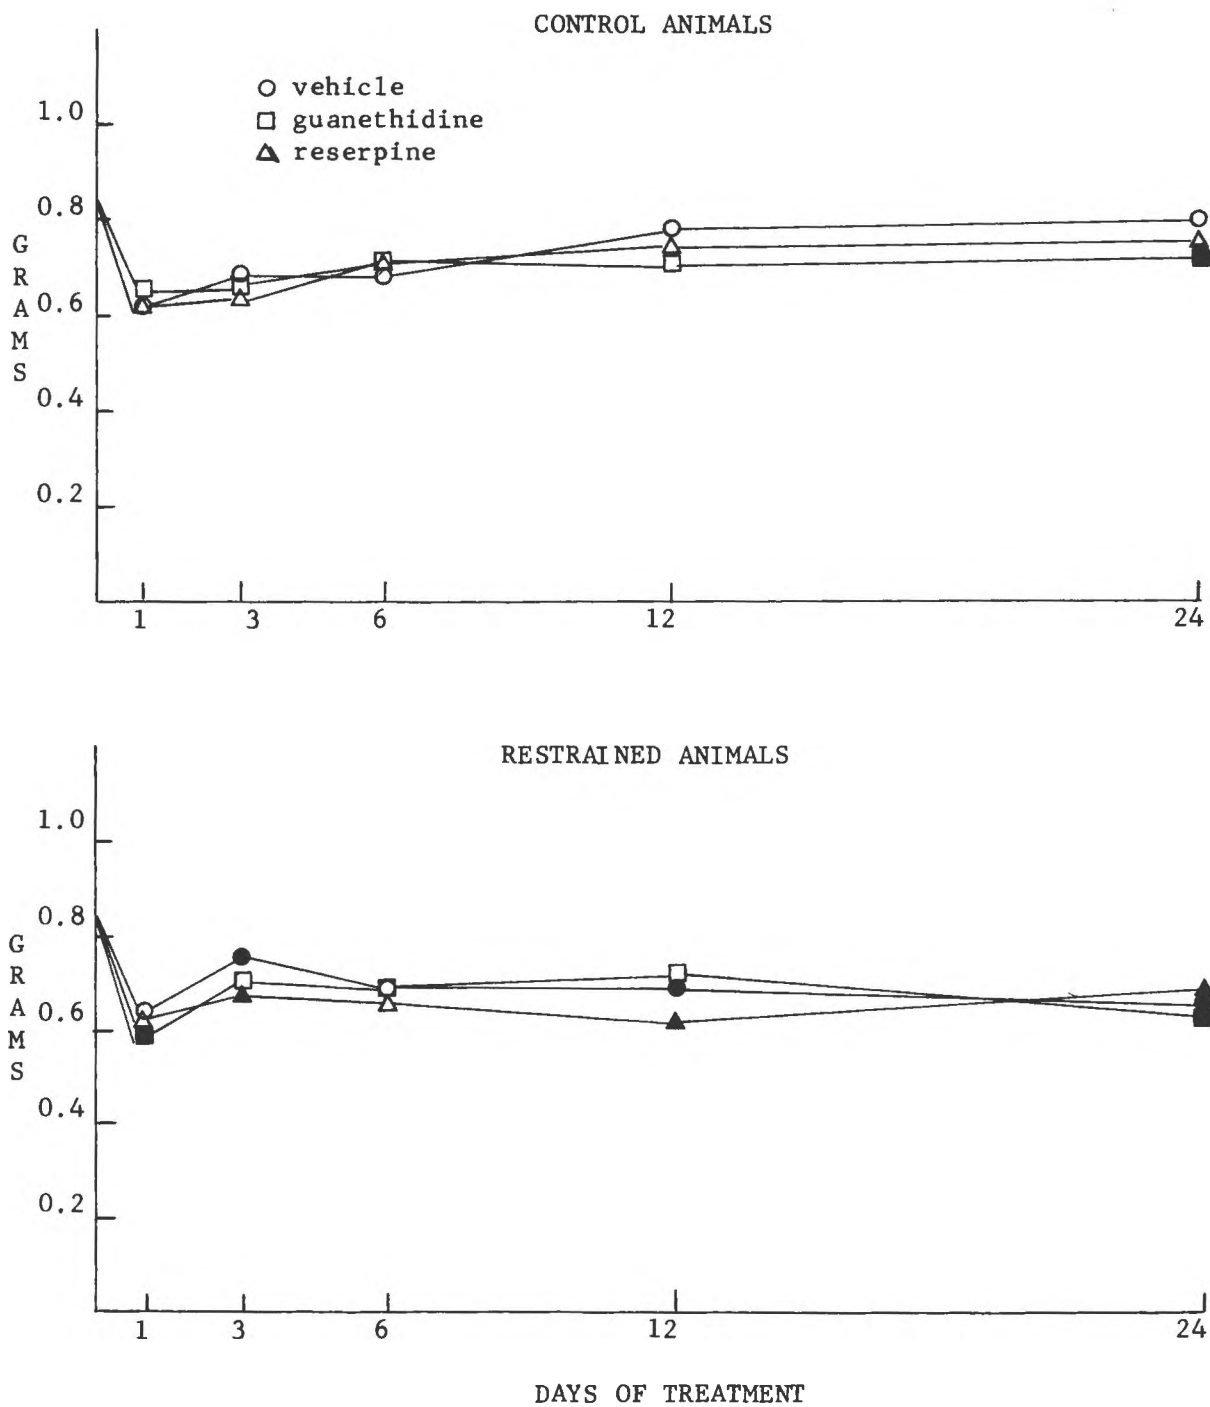 CONTROL ANIMALS
vehicle
guanethidine
reserpine
1.0
0.8
0.6
0.4
0.2
GRAMS
1 3 6 12 24
RESTRAINED ANIMALS
1.0
0.8
0.6
0.4
0.2
GRAMS
1 3 6 12 24
DAYS OF TREATMENT